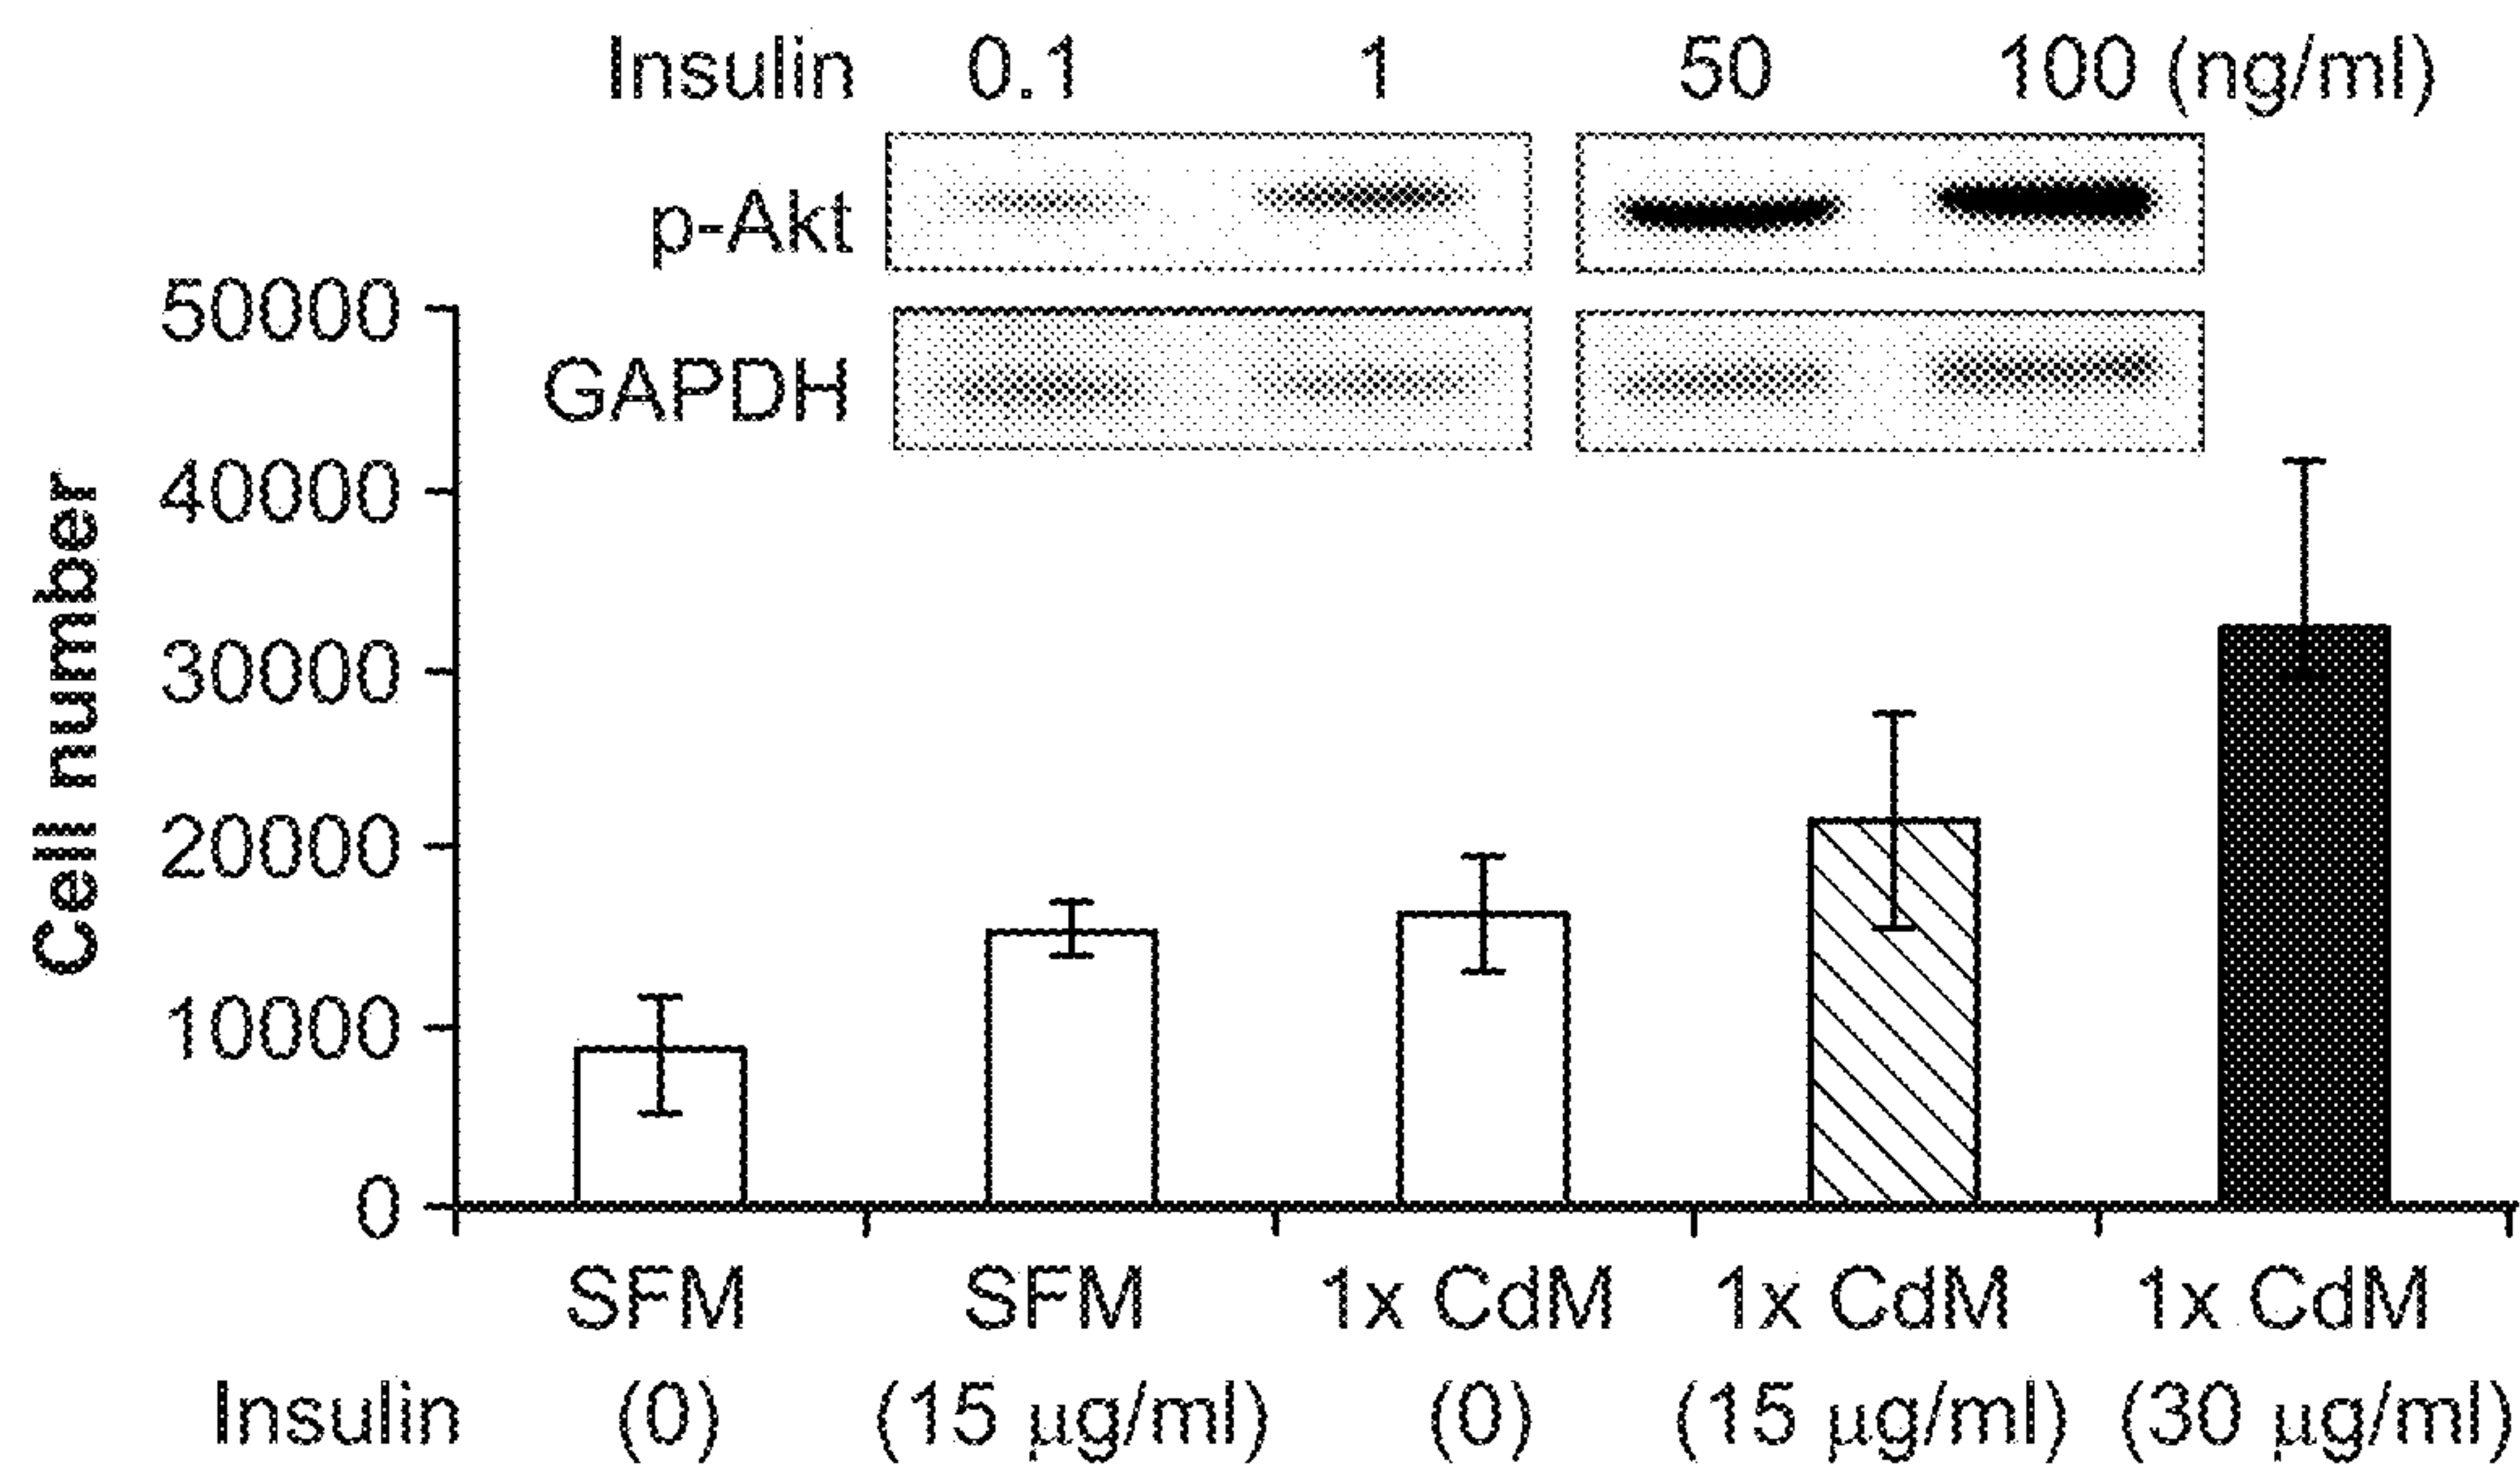 Insulin 0.1 1 50 100 (ng/ml)
p-Akt
GAPDH
Cell number
50000
40000
30000
20000
10000
0
SFM SFM 1x CdM 1x CdM 1x CdM
Insulin (0) (15 µg/ml) (0) (15 µg/ml) (30 µg/ml)